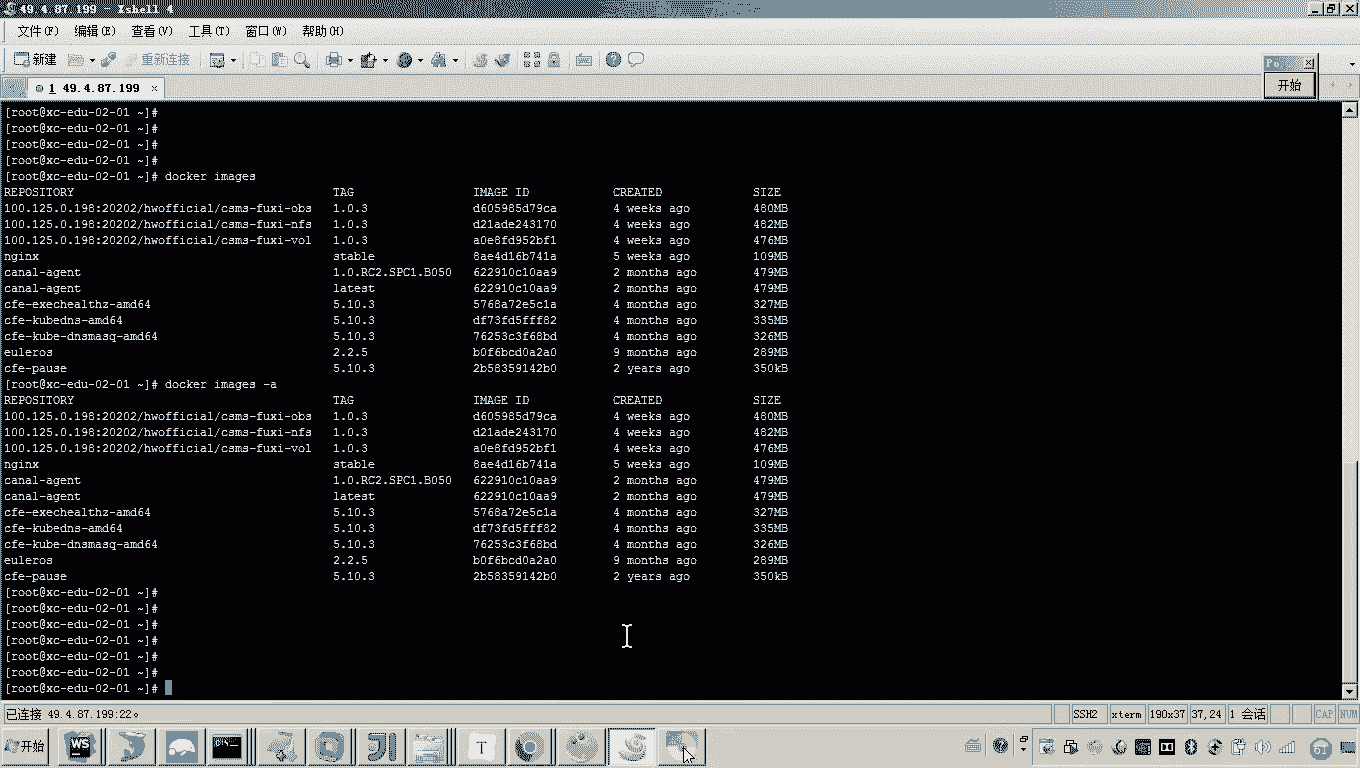 49.4.87.199 - Xshell 4
文件(F) 编辑(E) 查看(V) 工具(T) 窗口(W) 帮助(H)
新建 重新连接
1 49.4.87.199
开始
[root@xc-edu-02-01 ~]#
[root@xc-edu-02-01 ~]#
[root@xc-edu-02-01 ~]#
[root@xc-edu-02-01 ~]#
[root@xc-edu-02-01 ~]# docker images
REPOSITORY TAG IMAGE ID CREATED SIZE
100.125.0.198:20202/hwofficial/csms-fuxi-obs 1.0.3 d605985d79ca 4 weeks ago 480MB
100.125.0.198:20202/hwofficial/csms-fuxi-nfs 1.0.3 d21ade243170 4 weeks ago 482MB
100.125.0.198:20202/hwofficial/csms-fuxi-vol 1.0.3 a0e8fd952bf1 4 weeks ago 476MB
nginx stable 8ae4d16b741a 5 weeks ago 109MB
canal-agent 1.0.RC2.SPC1.B050 622910c10aa9 2 months ago 479MB
canal-agent latest 622910c10aa9 2 months ago 479MB
cfe-exechealthz-amd64 5.10.3 5768a72e5c1a 4 months ago 327MB
cfe-kubedns-amd64 5.10.3 df73fd5fff82 4 months ago 335MB
cfe-kube-dnsmasq-amd64 5.10.3 76253c3f68bd 4 months ago 326MB
euleros 2.2.5 b0f6bcd0a2a0 9 months ago 289MB
cfe-pause 5.10.3 2b58359142b0 2 years ago 350kB
[root@xc-edu-02-01 ~]# docker images -a
REPOSITORY TAG IMAGE ID CREATED SIZE
100.125.0.198:20202/hwofficial/csms-fuxi-obs 1.0.3 d605985d79ca 4 weeks ago 480MB
100.125.0.198:20202/hwofficial/csms-fuxi-nfs 1.0.3 d21ade243170 4 weeks ago 482MB
100.125.0.198:20202/hwofficial/csms-fuxi-vol 1.0.3 a0e8fd952bf1 4 weeks ago 476MB
nginx stable 8ae4d16b741a 5 weeks ago 109MB
canal-agent 1.0.RC2.SPC1.B050 622910c10aa9 2 months ago 479MB
canal-agent latest 622910c10aa9 2 months ago 479MB
cfe-exechealthz-amd64 5.10.3 5768a72e5c1a 4 months ago 327MB
cfe-kubedns-amd64 5.10.3 df73fd5fff82 4 months ago 335MB
cfe-kube-dnsmasq-amd64 5.10.3 76253c3f68bd 4 months ago 326MB
euleros 2.2.5 b0f6bcd0a2a0 9 months ago 289MB
cfe-pause 5.10.3 2b58359142b0 2 years ago 350kB
[root@xc-edu-02-01 ~]#
[root@xc-edu-02-01 ~]#
[root@xc-edu-02-01 ~]#
[root@xc-edu-02-01 ~]#
[root@xc-edu-02-01 ~]#
[root@xc-edu-02-01 ~]#
[root@xc-edu-02-01 ~]#
已连接 49.4.87.199:22。 SSH2 xterm 190x37 37,24 1 会话 CAP NUM
开始 WS T